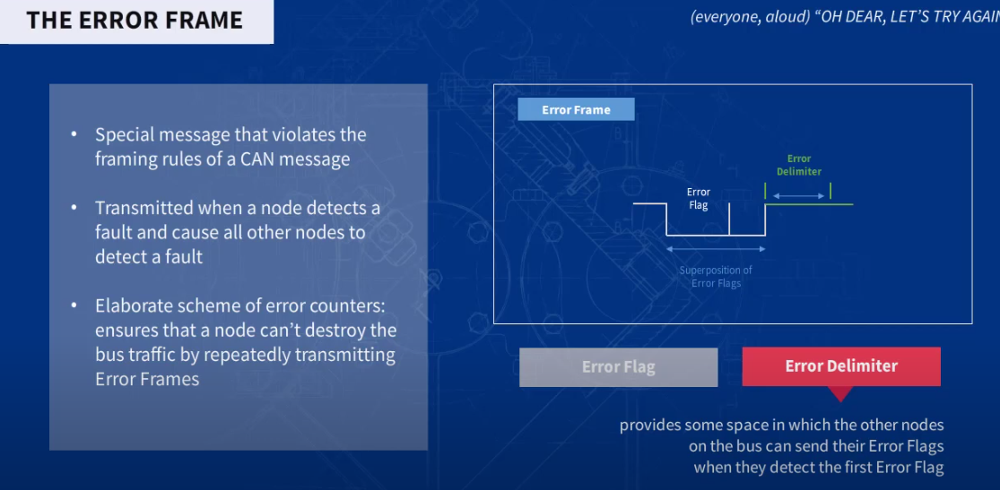 THE ERROR FRAME
(everyone, aloud) “OH DEAR, LET’S TRY AGAIN
• Special message that violates the
framing rules of a CAN message
• Transmitted when a node detects a
fault and cause all other nodes to
detect a fault
• Elaborate scheme of error counters:
ensures that a node can’t destroy the
bus traffic by repeatedly transmitting
Error Frames
Error Frame
Error
Delimiter
Error
Flag
Superposition of
Error Flags
Error Flag
Error Delimiter
provides some space in which the other nodes
on the bus can send their Error Flags
when they detect the first Error Flag